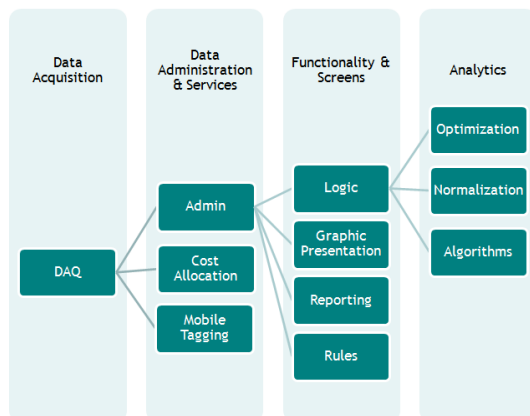 Data
Acquisition
Data
Administration
& Services
Functionality &
Screens
Analytics
DAQ
Admin
Cost
Allocation
Mobile
Tagging
Logic
Graphic
Presentation
Reporting
Rules
Optimization
Normalization
Algorithms